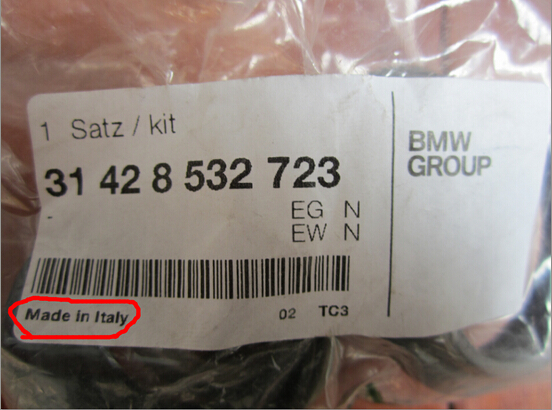 1 Satz / kit
31 42 8 532 723
-
EG N
EW N
Made in Italy
02 TC3
BMW
GROUP